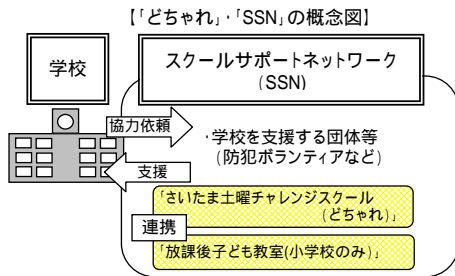 【「どちゃれ」・「SSN」の概念図】
学校
スクールサポートネットワーク
(SSN)
協力依頼
・学校を支援する団体等
(防犯ボランティアなど)
支援
「さいたま土曜チャレンジスクール
(どちゃれ)」
連携
「放課後子ども教室(小学校のみ)」